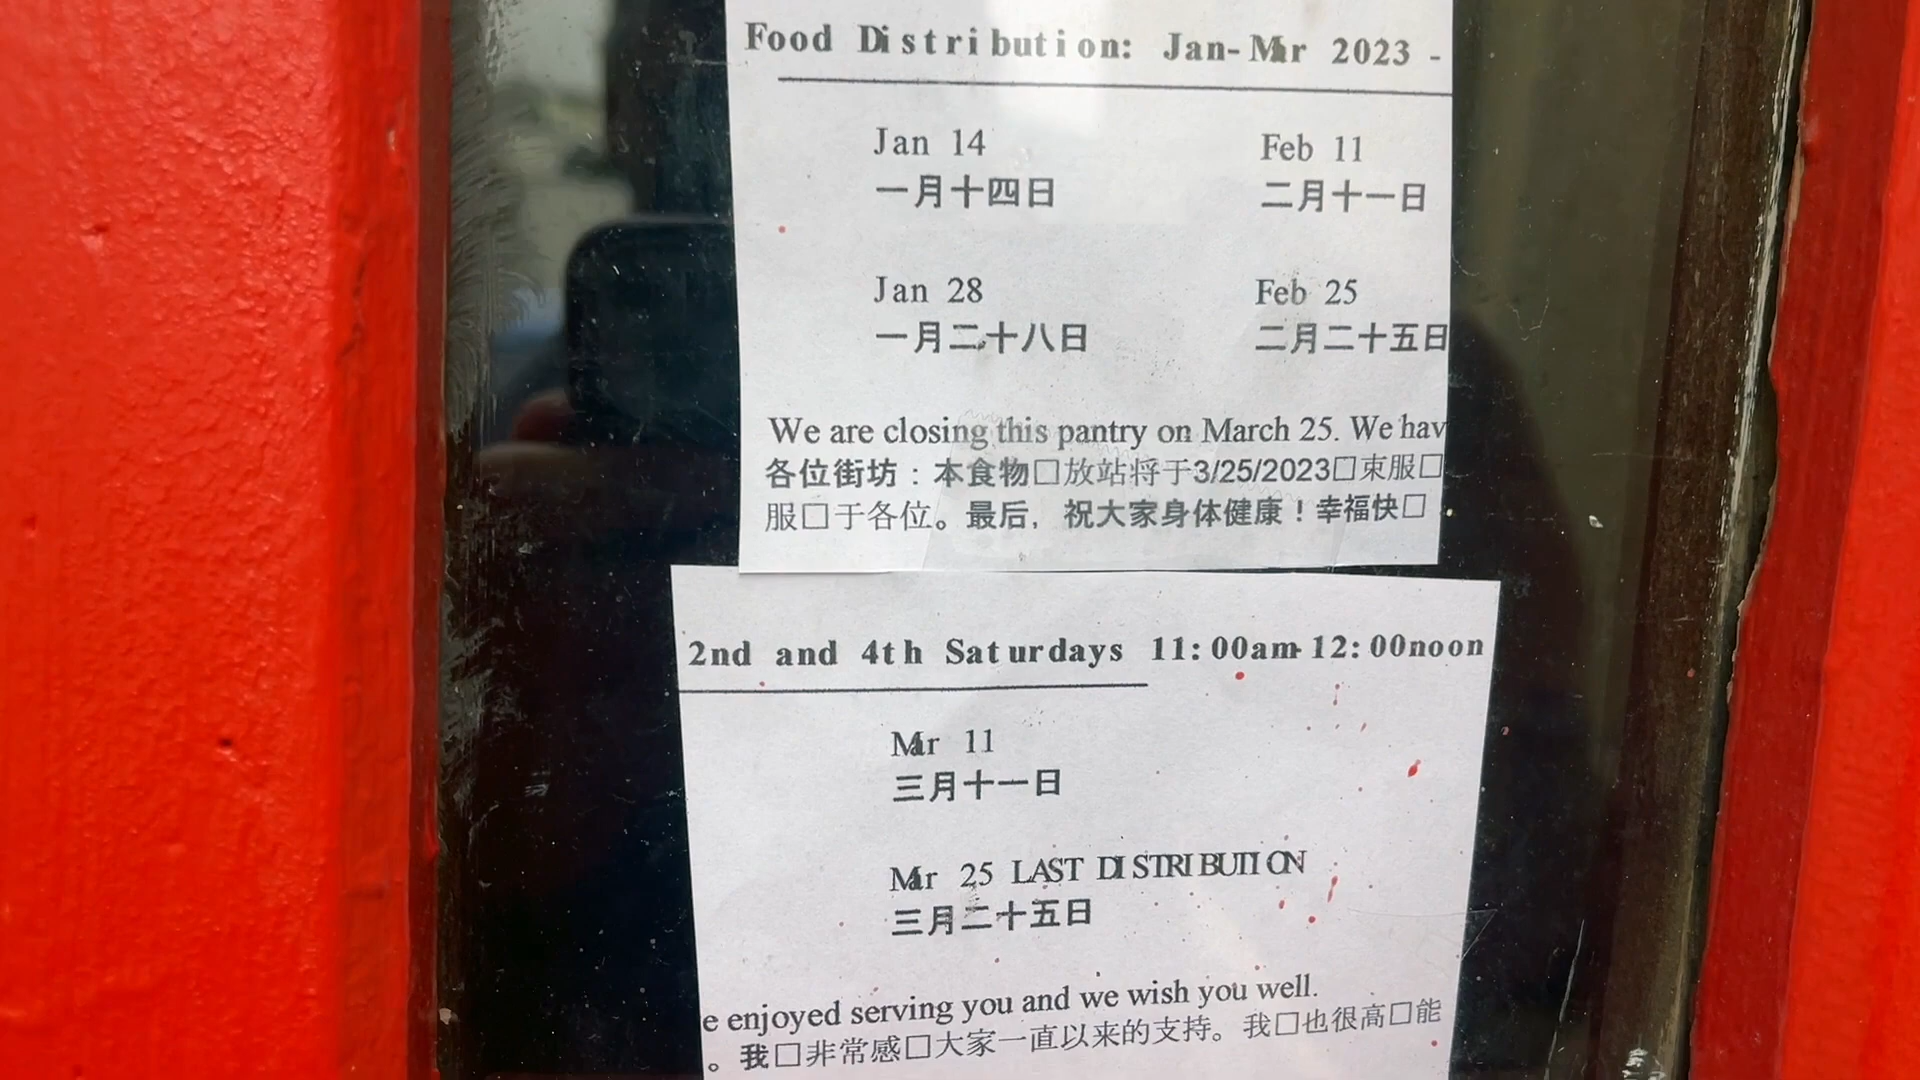 Food Distribution: Jan-Mar 2023 -
Jan 14 Feb 11
一月十四日 二月十一日
Jan 28 Feb 25
一月二十八日 二月二十五日
We are closing this pantry on March 25. We hav
各位街坊：本食物□放站将于3/25/2023□束服□
服□于各位。最后，祝大家身体健康！幸福快□
2nd and 4th Saturdays 11:00am-12:00noon
Mar 11
三月十一日
Mar 25 LAST DISTRIBUTION
三月二十五日
e enjoyed serving you and we wish you well.
。我□非常感□大家一直以来的支持。我□也很高□能